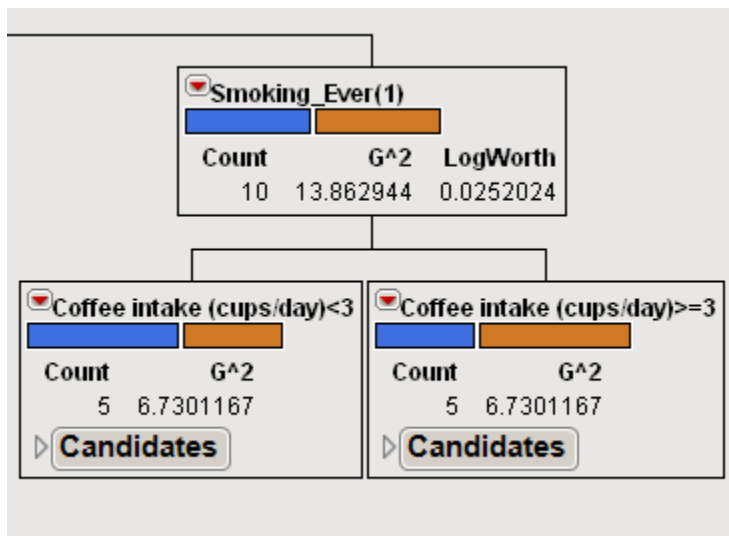 Smoking_Ever(1)
Count G^2 LogWorth
10 13.862944 0.0252024
Coffee intake (cups/day)<3
Count G^2
5 6.7301167
Candidates
Coffee intake (cups/day)>=3
Count G^2
5 6.7301167
Candidates